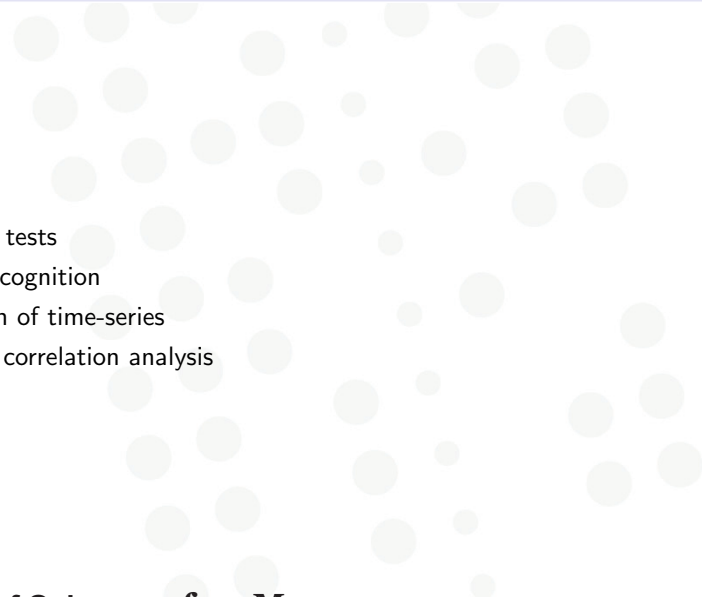 tests
cognition
of time-series
correlation analysis